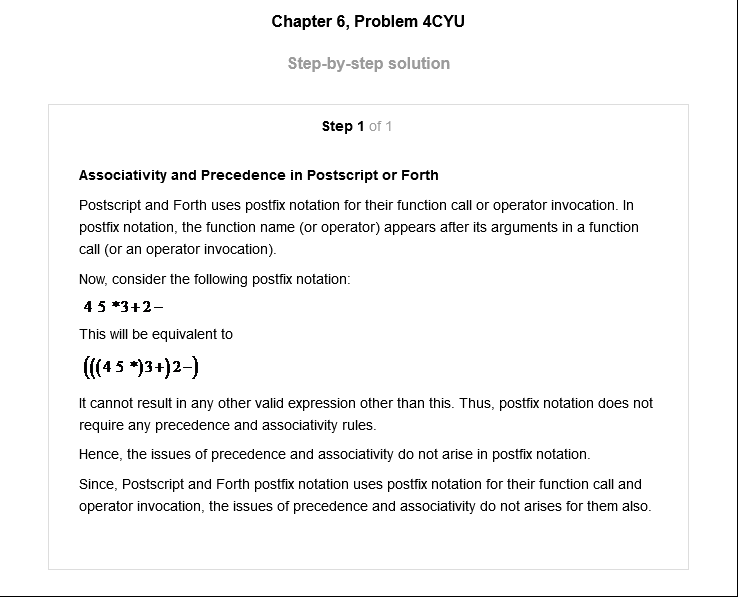 Chapter 6, Problem 4CYU
Step-by-step solution
Step 1 of 1
Associativity and Precedence in Postscript or Forth
Postscript and Forth uses postfix notation for their function call or operator invocation. In
postfix notation, the function name (or operator) appears after its arguments in a function
call (or an operator invocation).
Now, consider the following postfix notation:
4 5 *3+2−
This will be equivalent to
(((4 5 *)3+)2−)
It cannot result in any other valid expression other than this. Thus, postfix notation does not
require any precedence and associativity rules.
Hence, the issues of precedence and associativity do not arise in postfix notation.
Since, Postscript and Forth postfix notation uses postfix notation for their function call and
operator invocation, the issues of precedence and associativity do not arises for them also.